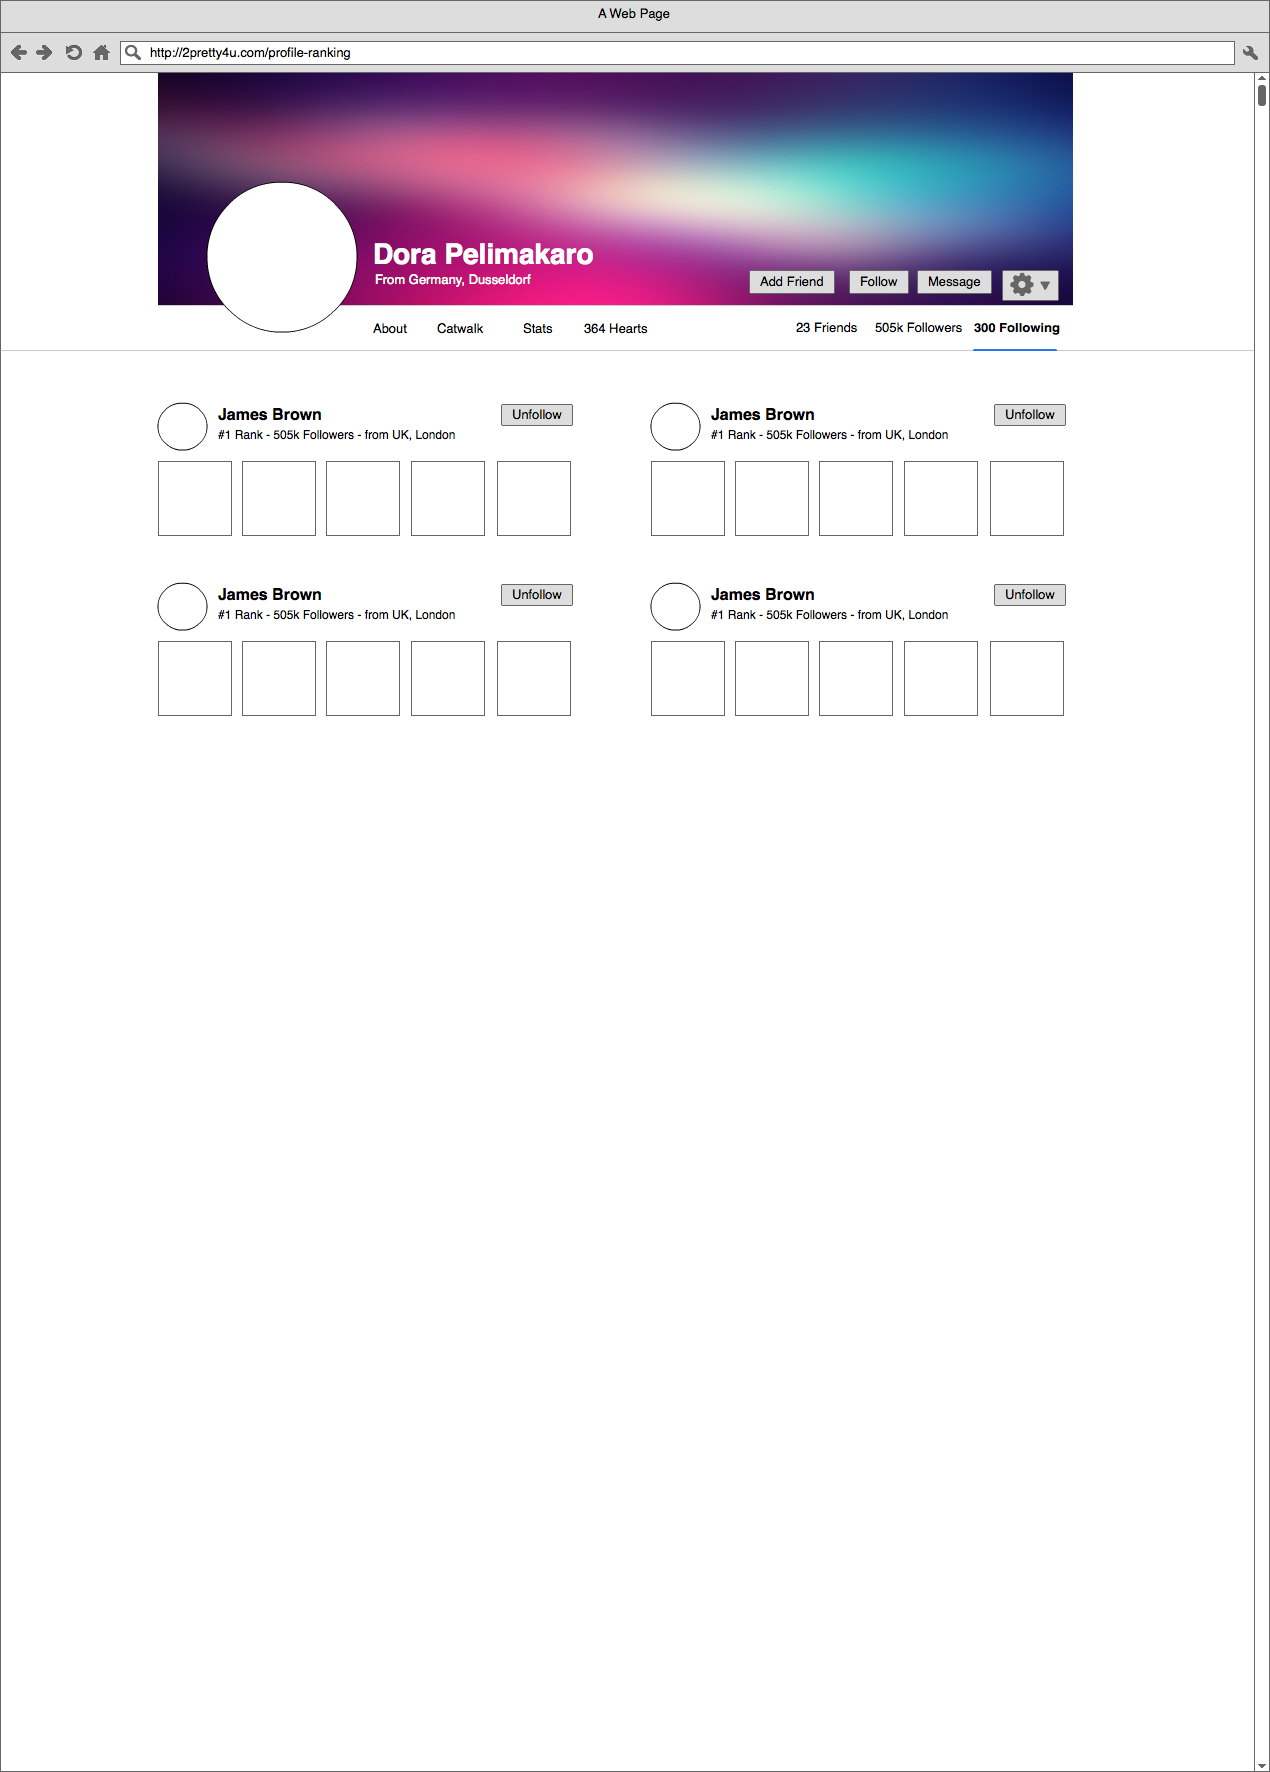 A Web Page
http://2pretty4u.com/profile-ranking
Dora Pelimakaro
From Germany, Dusseldorf
Add Friend
Follow
Message
About
Catwalk
Stats
364 Hearts
23 Friends
505k Followers
300 Following
James Brown
Unfollow
#1 Rank - 505k Followers - from UK, London
James Brown
Unfollow
#1 Rank - 505k Followers - from UK, London
James Brown
Unfollow
#1 Rank - 505k Followers - from UK, London
James Brown
Unfollow
#1 Rank - 505k Followers - from UK, London